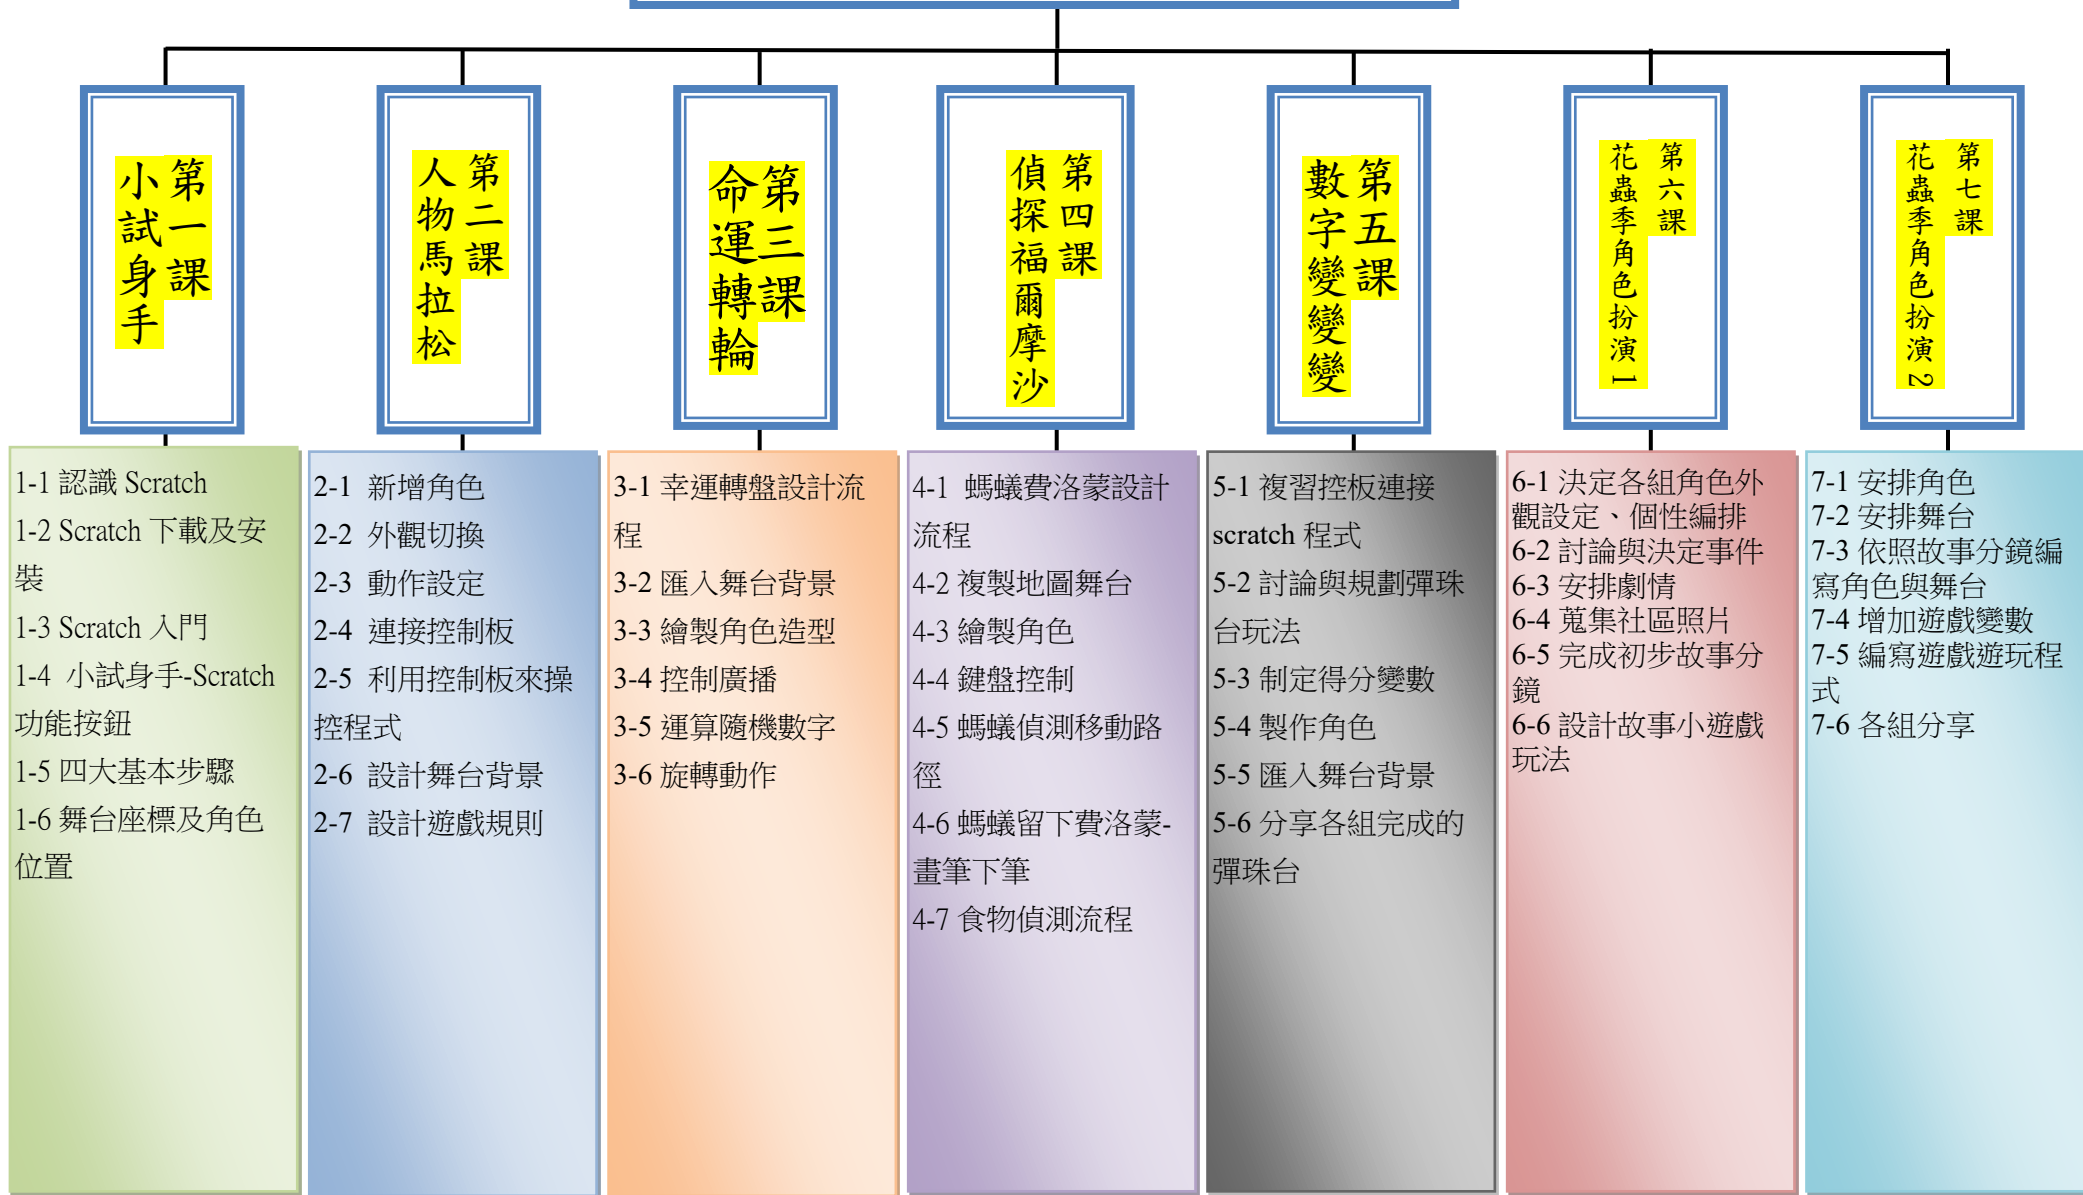 第一課
小試身手
第二課
人物馬拉松
第三課
命運轉輪
第四課
偵探福爾摩沙
第五課
數字變變變
第六課
花蟲季角色扮演1
第七課
花蟲季角色扮演2
1-1 認識 Scratch
1-2 Scratch 下載及安
裝
1-3 Scratch 入門
1-4 小試身手-Scratch
功能按鈕
1-5 四大基本步驟
1-6 舞台座標及角色
位置
2-1 新增角色
2-2 外觀切換
2-3 動作設定
2-4 連接控制板
2-5 利用控制板來操
控程式
2-6 設計舞台背景
2-7 設計遊戲規則
3-1 幸運轉盤設計流
程
3-2 匯入舞台背景
3-3 繪製角色造型
3-4 控制廣播
3-5 運算隨機數字
3-6 旋轉動作
4-1 螞蟻費洛蒙設計
流程
4-2 複製地圖舞台
4-3 繪製角色
4-4 鍵盤控制
4-5 螞蟻偵測移動路
徑
4-6 螞蟻留下費洛蒙-
畫筆下筆
4-7 食物偵測流程
5-1 複習控板連接
scratch 程式
5-2 討論與規劃彈珠
台玩法
5-3 制定得分變數
5-4 製作角色
5-5 匯入舞台背景
5-6 分享各組完成的
彈珠台
6-1 決定各組角色外
觀設定、個性編排
6-2 討論與決定事件
6-3 安排劇情
6-4 蒐集社區照片
6-5 完成初步故事分
鏡
6-6 設計故事小遊戲
玩法
7-1 安排角色
7-2 安排舞台
7-3 依照故事分鏡編
寫角色與舞台
7-4 增加遊戲變數
7-5 編寫遊戲遊玩程
式
7-6 各組分享